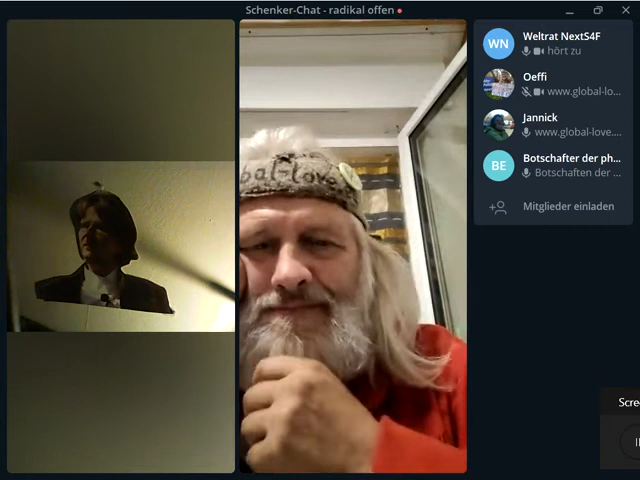 Schenker-Chat - radikal offen
WN
Weltrat NextS4F
hört zu
Oeffi
www.global-lo...
Jannick
www.global-love....
BE
Botschafter der ph...
Botschaften der ...
Mitglieder einladen
bal-love
Scre